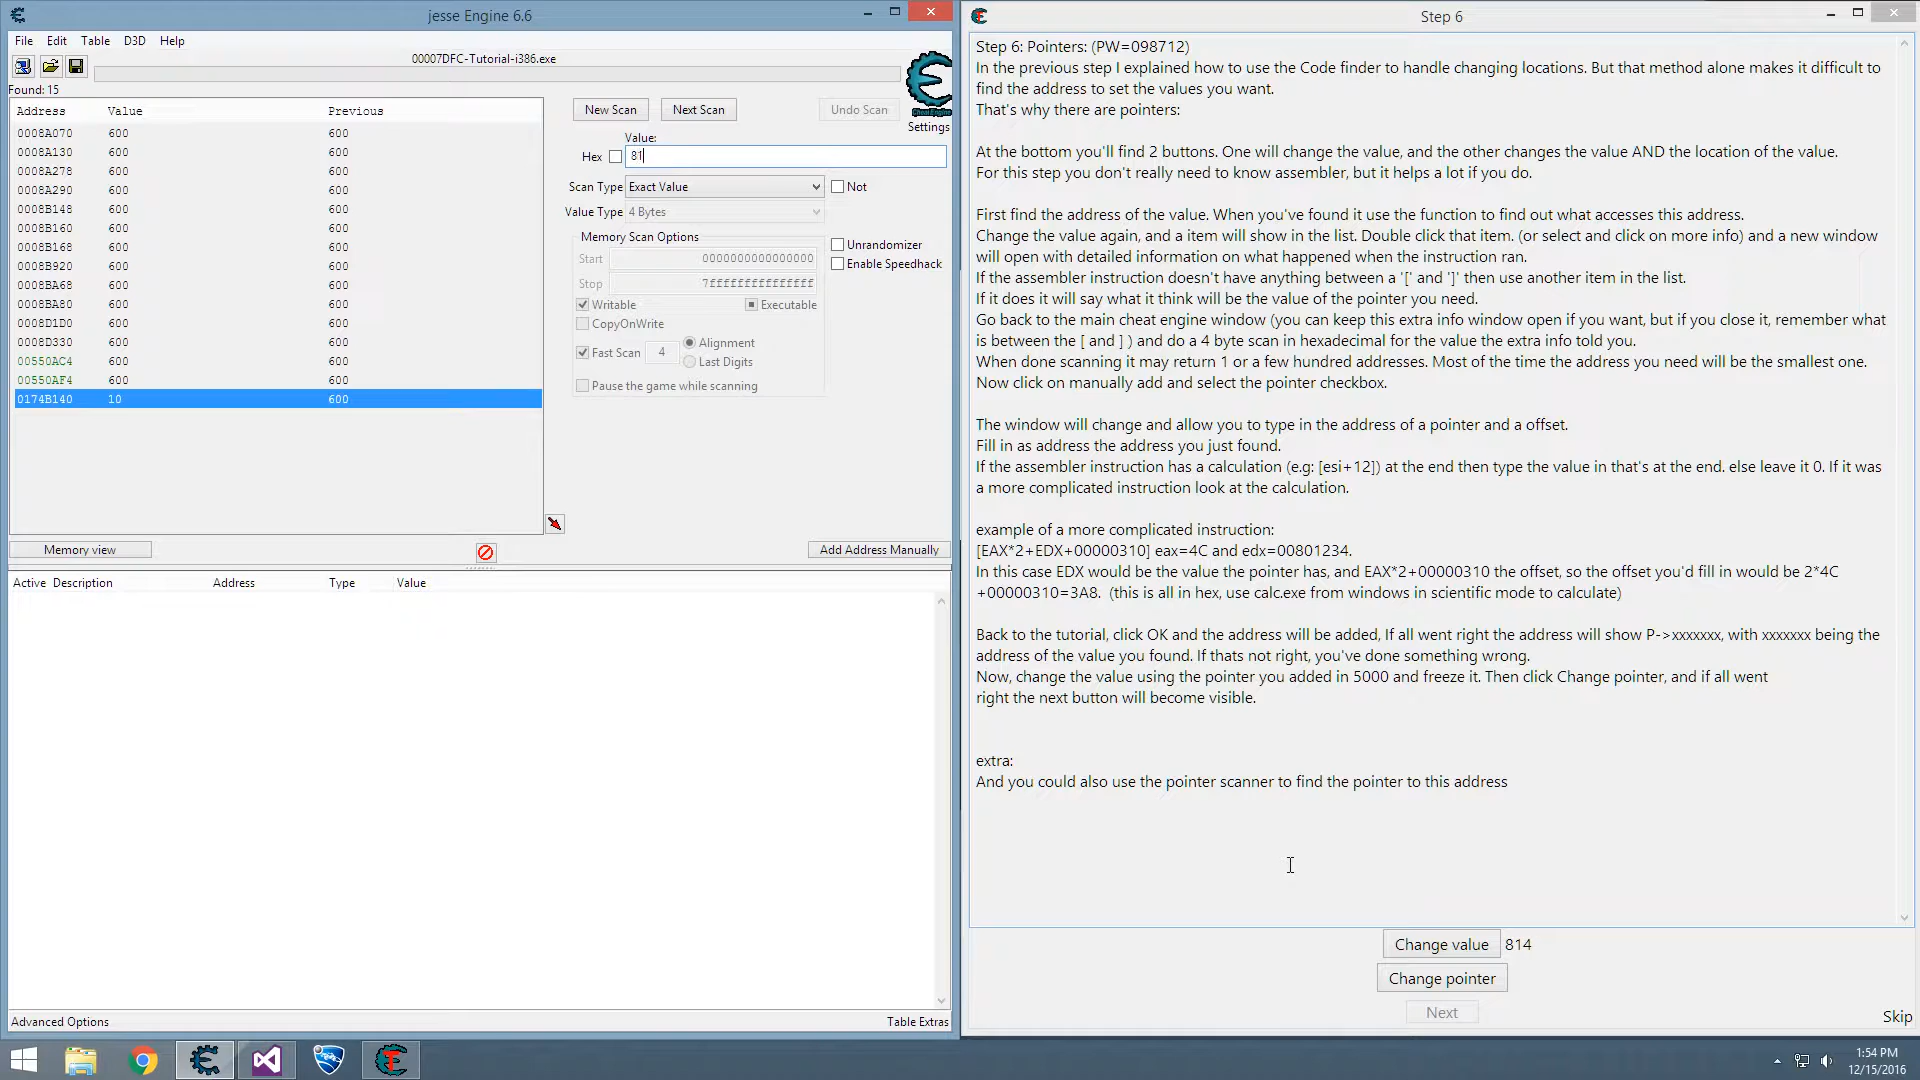 jesse Engine 6.6
File Edit Table D3D Help
00007DFC-Tutorial-i386.exe
Found: 15
Address Value Previous
0008A070 600 600
0008A130 600 600
0008A278 600 600
0008A290 600 600
0008B148 600 600
0008B160 600 600
0008B168 600 600
0008B920 600 600
0008BA68 600 600
0008BA80 600 600
0008D1D0 600 600
0008D330 600 600
00550AC4 600 600
00550AF4 600 600
0174B140 10 600
New Scan Next Scan Undo Scan
Settings
Value:
Hex 81
Scan Type Exact Value Not
Value Type 4 Bytes
Memory Scan Options
Start 0000000000000000
Stop 7fffffffffffffff
Writable Executable
CopyOnWrite
Fast Scan 4 Alignment
Last Digits
Pause the game while scanning
Unrandomizer
Enable Speedhack
Memory view Add Address Manually
Active Description Address Type Value
Advanced Options Table Extras
Step 6
Step 6: Pointers: (PW=098712)
In the previous step I explained how to use the Code finder to handle changing locations. But that method alone makes it difficult to
find the address to set the values you want.
That's why there are pointers:
At the bottom you'll find 2 buttons. One will change the value, and the other changes the value AND the location of the value.
For this step you don't really need to know assembler, but it helps a lot if you do.
First find the address of the value. When you've found it use the function to find out what accesses this address.
Change the value again, and a item will show in the list. Double click that item. (or select and click on more info) and a new window
will open with detailed information on what happened when the instruction ran.
If the assembler instruction doesn't have anything between a '[' and ']' then use another item in the list.
If it does it will say what it think will be the value of the pointer you need.
Go back to the main cheat engine window (you can keep this extra info window open if you want, but if you close it, remember what
is between the [ and ] ) and do a 4 byte scan in hexadecimal for the value the extra info told you.
When done scanning it may return 1 or a few hundred addresses. Most of the time the address you need will be the smallest one.
Now click on manually add and select the pointer checkbox.
The window will change and allow you to type in the address of a pointer and a offset.
Fill in as address the address you just found.
If the assembler instruction has a calculation (e.g: [esi+12]) at the end then type the value in that's at the end. else leave it 0. If it was
a more complicated instruction look at the calculation.
example of a more complicated instruction:
[EAX*2+EDX+00000310] eax=4C and edx=00801234.
In this case EDX would be the value the pointer has, and EAX*2+00000310 the offset, so the offset you'd fill in would be 2*4C
+00000310=3A8.  (this is all in hex, use calc.exe from windows in scientific mode to calculate)
Back to the tutorial, click OK and the address will be added, If all went right the address will show P->xxxxxxx, with xxxxxxx being the
address of the value you found. If thats not right, you've done something wrong.
Now, change the value using the pointer you added in 5000 and freeze it. Then click Change pointer, and if all went
right the next button will become visible.
extra:
And you could also use the pointer scanner to find the pointer to this address
Change value 814
Change pointer
Next
Skip
1:54 PM
12/15/2016